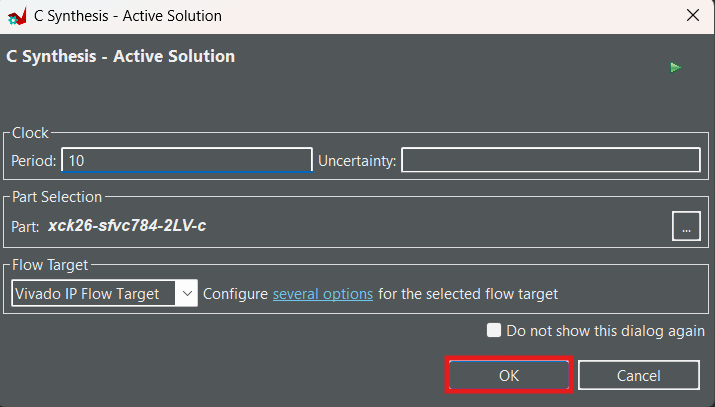 C Synthesis - Active Solution
C Synthesis - Active Solution
Clock
Period: 10 Uncertainty:
Part Selection
Part: xck26-sfvc784-2LV-c ...
Flow Target
Vivado IP Flow Target Configure several options for the selected flow target
Do not show this dialog again
OK Cancel